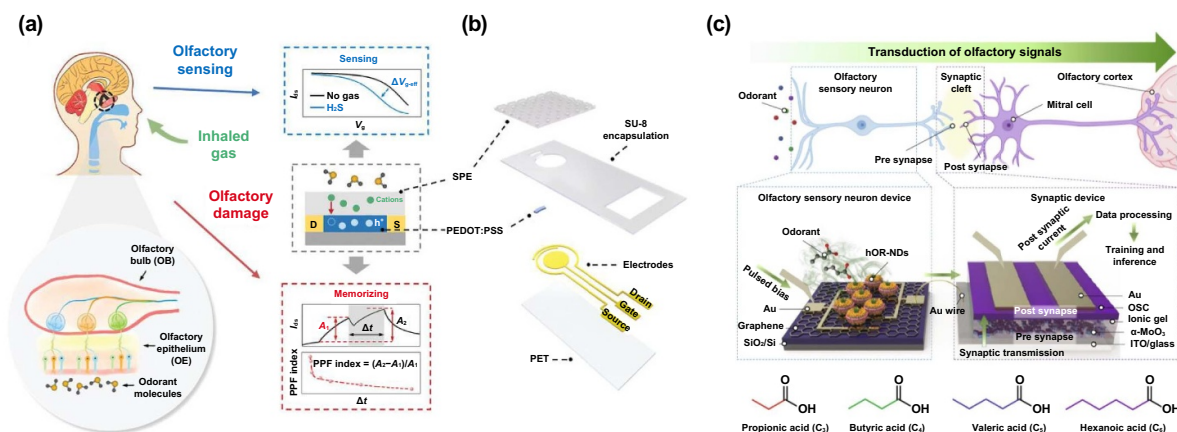 (a)
Olfactory
sensing
Inhaled
gas
Olfactory
damage
Olfactory
bulb (OB)
Olfactory
epithelium
(OE)
Odorant
molecules
Sensing
Ids
ΔVg-eff
No gas
H₂S
Vg
Cations
D
h⁺
S
SPE
PEDOT:PSS
Memorizing
Ids
A₁
A₂
Δt
PPF index
PPF index = (A₂−A₁)/A₁
Δt
(b)
SU-8
encapsulation
Electrodes
Drain
Gate
Source
PET
(c)
Transduction of olfactory signals
Odorant
Olfactory
sensory neuron
Synaptic
cleft
Olfactory cortex
Mitral cell
Pre synapse
Post synapse
Olfactory sensory neuron device
Odorant
hOR-NDs
Pulsed bias
Au
Graphene
SiO₂/Si
Au wire
Synaptic device
Post synaptic
current
Data processing
Training and
inference
Au
OSC
Ionic gel
α-MoO₃
ITO/glass
Post synapse
Pre synapse
Synaptic transmission
O
OH
Propionic acid (C₃)
O
OH
Butyric acid (C₄)
O
OH
Valeric acid (C₅)
O
OH
Hexanoic acid (C₆)